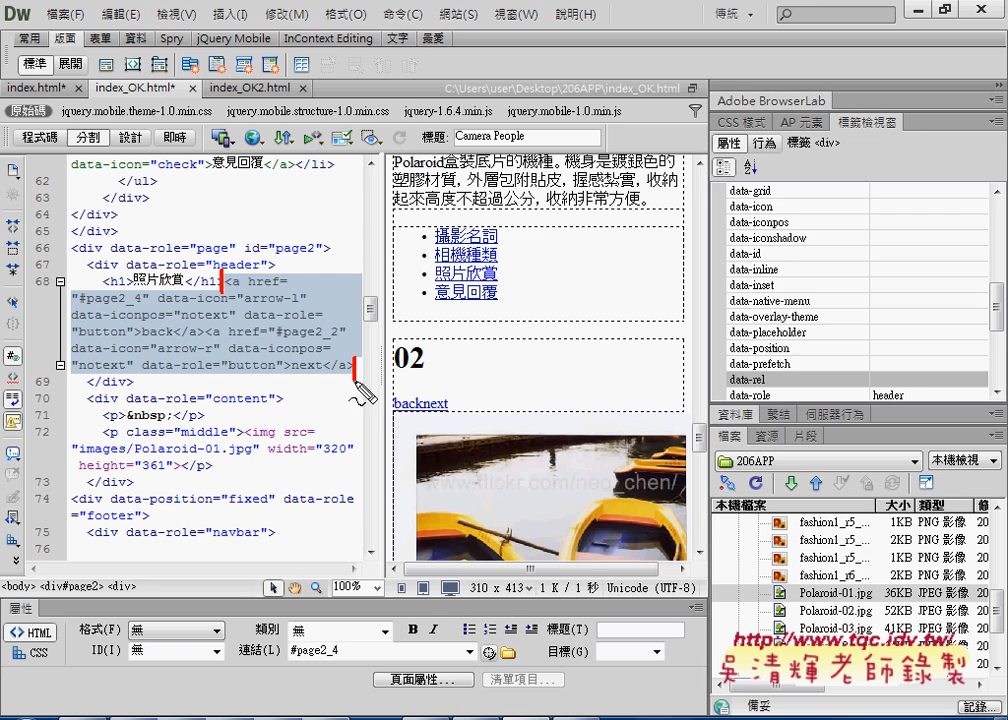 Dw 檔案(F) 編輯(E) 檢視(V) 插入(I) 修改(M) 格式(O) 命令(C) 網站(S) 視窗(W) 說明(H) 傳統
常用 版面 表單 資料 Spry jQuery Mobile InContext Editing 文字 最愛
標準 展開
index.html* index_OK.html* index_OK2.html C:\Users\user\Desktop\206APP\index_OK.html
原始碼 jquery.mobile.theme-1.0.min.css jquery.mobile.structure-1.0.min.css jquery-1.6.4.min.js jquery.mobile-1.0.min.js
程式碼 分割 設計 即時 標題: Camera People
data-icon="check">意見回覆</a></li>
62 </ul>
63 </div>
64 </div>
65 </div>
66 <div data-role="page" id="page2">
67 <div data-role="header">
68 <h1>照片欣賞</h1><a href=
"#page2_4" data-icon="arrow-l"
data-iconpos="notext" data-role=
"button">back</a><a href="#page2_2"
data-icon="arrow-r" data-iconpos=
"notext" data-role="button">next</a>
69 </div>
70 <div data-role="content">
71 <p>&nbsp;</p>
72 <p class="middle"><img src=
"images/Polaroid-01.jpg" width="320"
height="361"></p>
73 </div>
74 <div data-position="fixed" data-role
="footer">
75 <div data-role="navbar">
76
Polaroid盒裝底片的機種。機身是鍍銀色的
塑膠材質, 外層包附貼皮, 握感紮實, 收納
起來高度不超過公分, 收納非常方便。
攝影名詞
相機種類
照片欣賞
意見回覆
02
backnext
www.flickr.com/neo_chen/
Adobe BrowserLab
CSS 樣式 AP 元素 標籤檢視窗
屬性 行為 標籤 <div>
data-grid
data-icon
data-iconpos
data-iconshadow
data-id
data-inline
data-inset
data-native-menu
data-overlay-theme
data-placeholder
data-position
data-prefetch
data-rel
data-role header
資料庫 繫結 伺服器行為
檔案 資源 片段
206APP 本機檢視
本機檔案 大小 類型 修
fashion1_r5_... 1KB PNG 影像 20
fashion1_r5_... 2KB PNG 影像 20
fashion1_r5_... 1KB PNG 影像 20
fashion1_r6_... 2KB PNG 影像 20
Polaroid-01.jpg 36KB JPEG 影像 20
Polaroid-02.jpg 52KB JPEG 影像 20
Polaroid-03.jpg 41KB JPEG 影像 20
http://www.tqc.idv.tw/
吳清輝老師錄製
備妥 記錄...
<body> <div#page2> <div> 100% 310 x 413 1 K / 1 秒 Unicode (UTF-8)
屬性
HTML 格式(F) 無 類別 無 B I 標題(T)
CSS ID(I) 無 連結(L) #page2_4 目標(G)
頁面屬性... 清單項目...